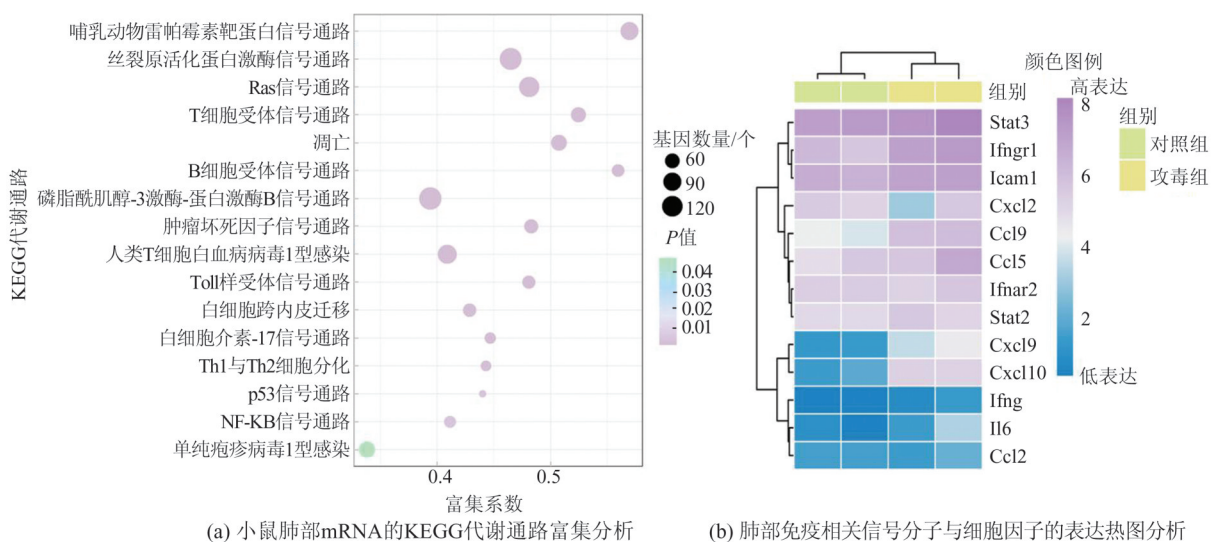 哺乳动物雷帕霉素靶蛋白信号通路
丝裂原活化蛋白激酶信号通路
Ras信号通路
T细胞受体信号通路
凋亡
B细胞受体信号通路
磷脂酰肌醇-3激酶-蛋白激酶B信号通路
肿瘤坏死因子信号通路
人类T细胞白血病病毒1型感染
Toll样受体信号通路
白细胞跨内皮迁移
白细胞介素-17信号通路
Th1与Th2细胞分化
p53信号通路
NF-KB信号通路
单纯疱疹病毒1型感染
KEGG代谢通路
0.4
0.5
富集系数
基因数量/个
60
90
120
P值
0.04
0.03
0.02
0.01
(a) 小鼠肺部mRNA的KEGG代谢通路富集分析
组别
Stat3
Ifngr1
Icam1
Cxcl2
Ccl9
Ccl5
Ifnar2
Stat2
Cxcl9
Cxcl10
Ifng
Il6
Ccl2
颜色图例
高表达
8
6
4
2
低表达
组别
对照组
攻毒组
(b) 肺部免疫相关信号分子与细胞因子的表达热图分析